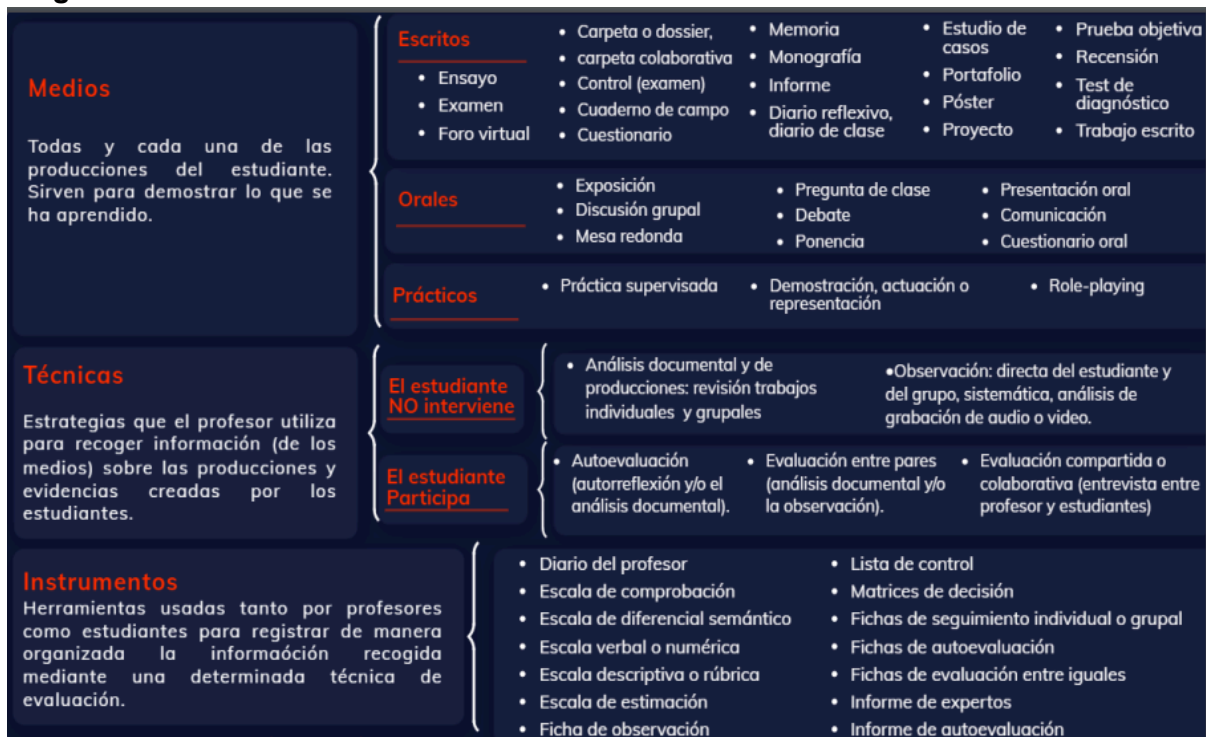 Medios
Todas y cada una de las
producciones del estudiante.
Sirven para demostrar lo que se
ha aprendido.
Escritos
• Ensayo
• Examen
• Foro virtual
• Carpeta o dossier,
• carpeta colaborativa
• Control (examen)
• Cuaderno de campo
• Cuestionario
• Memoria
• Monografía
• Informe
• Diario reflexivo,
diario de clase
• Estudio de
casos
• Portafolio
• Póster
• Proyecto
• Prueba objetiva
• Recensión
• Test de
diagnóstico
• Trabajo escrito
Orales
• Exposición
• Discusión grupal
• Mesa redonda
• Pregunta de clase
• Debate
• Ponencia
• Presentación oral
• Comunicación
• Cuestionario oral
Prácticos
• Práctica supervisada
• Demostración, actuación o
representación
• Role-playing
Técnicas
Estrategias que el profesor utiliza
para recoger información (de los
medios) sobre las producciones y
evidencias creadas por los
estudiantes.
El estudiante
NO interviene
• Análisis documental y de
producciones: revisión trabajos
individuales y grupales
•Observación: directa del estudiante y
del grupo, sistemática, análisis de
grabación de audio o video.
El estudiante
Participa
• Autoevaluación
(autorreflexión y/o el
análisis documental).
• Evaluación entre pares
(análisis documental y/o
la observación).
• Evaluación compartida o
colaborativa (entrevista entre
profesor y estudiantes)
Instrumentos
Herramientas usadas tanto por profesores
como estudiantes para registrar de manera
organizada la informaóción recogida
mediante una determinada técnica de
evaluación.
• Diario del profesor
• Escala de comprobación
• Escala de diferencial semántico
• Escala verbal o numérica
• Escala descriptiva o rúbrica
• Escala de estimación
• Ficha de observación
• Lista de control
• Matrices de decisión
• Fichas de seguimiento individual o grupal
• Fichas de autoevaluación
• Fichas de evaluación entre iguales
• Informe de expertos
• Informe de autoevaluación